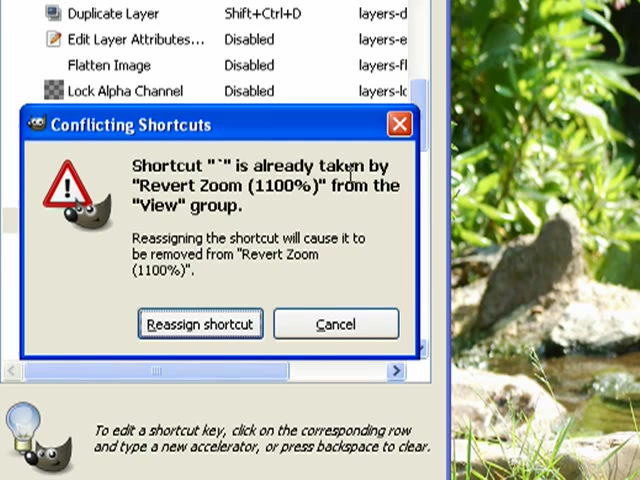 Duplicate Layer Shift+Ctrl+D layers-d
Edit Layer Attributes... Disabled layers-e
Flatten Image Disabled layers-fl
Lock Alpha Channel Disabled layers-lo
Conflicting Shortcuts
Shortcut "`" is already taken by
"Revert Zoom (1100%)" from the
"View" group.
Reassigning the shortcut will cause it to
be removed from "Revert Zoom
(1100%)".
Reassign shortcut Cancel
To edit a shortcut key, click on the corresponding row
and type a new accelerator, or press backspace to clear.